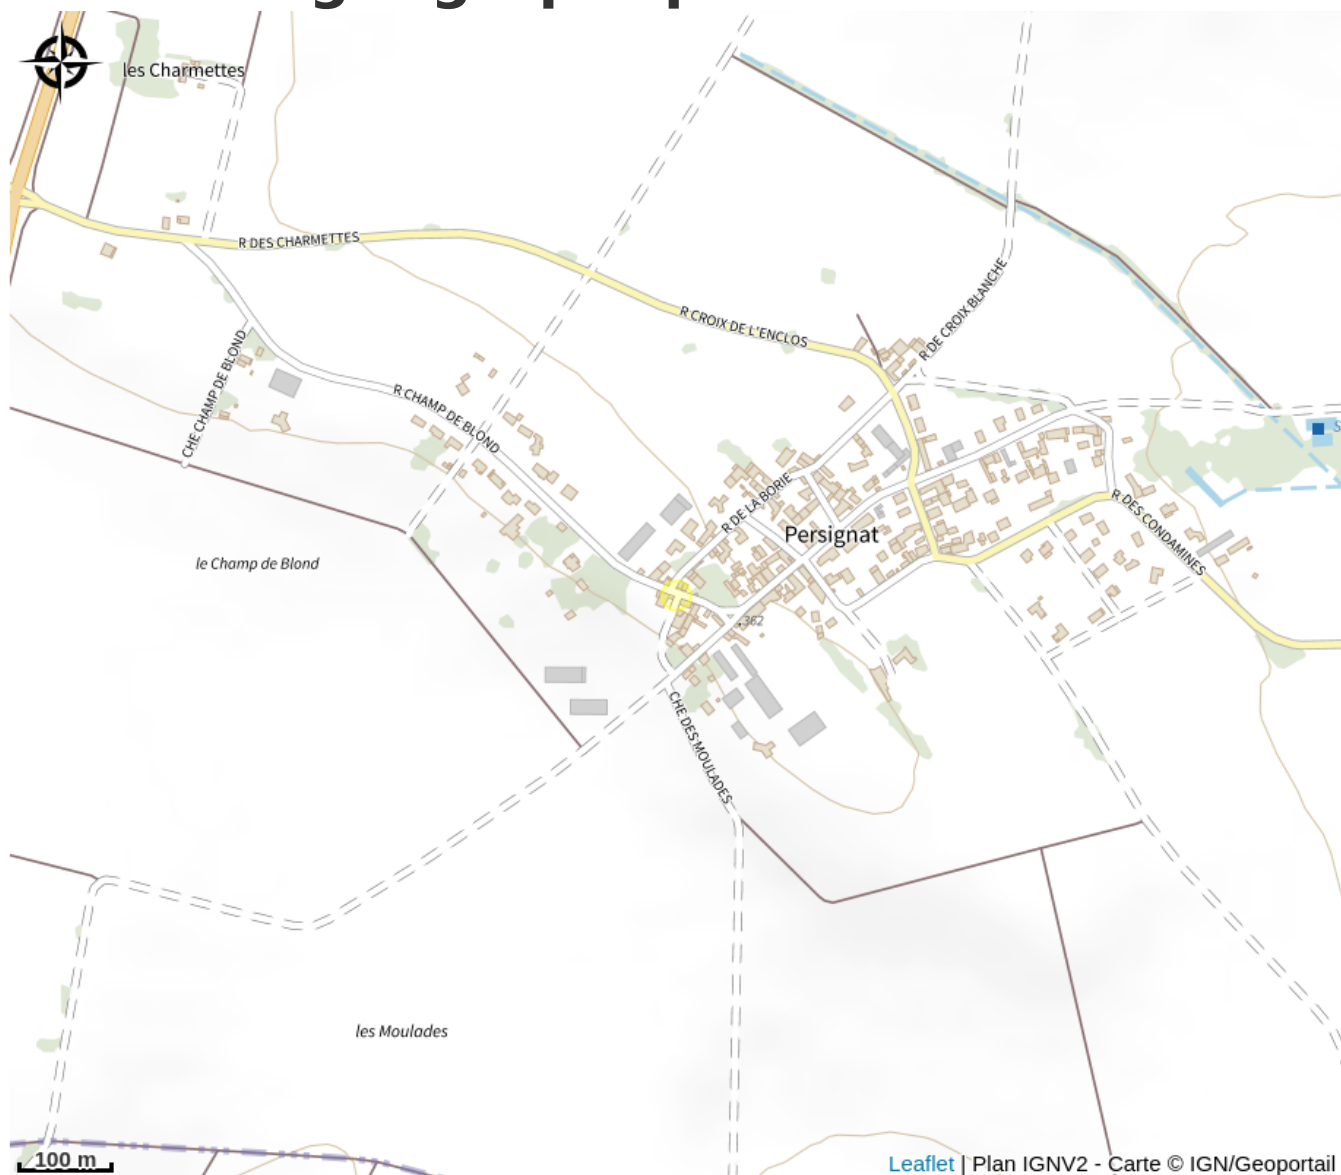 les Charmettes
R DES CHARMETTES
R CROIX DE L'ENCLOS
R DE CROIX BLANCHE
CHE CHAMP DE BLOND
R CHAMP DE BLOND
R DE LA BORIE
Persignat
R DES CONDAMINES
le Champ de Blond
362
CHE DES MOULADES
les Moulades
100 m
Leaflet | Plan IGNV2 - Carte © IGN/Geoportail